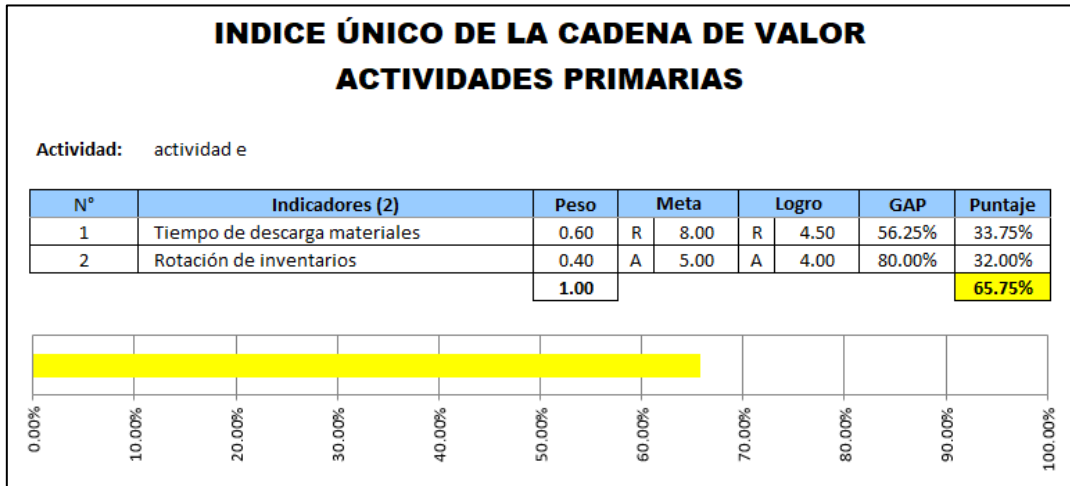 INDICE ÚNICO DE LA CADENA DE VALOR
ACTIVIDADES PRIMARIAS
Actividad: actividad e
N° Indicadores (2) Peso Meta Logro GAP Puntaje
1 Tiempo de descarga materiales 0.60 R 8.00 R 4.50 56.25% 33.75%
2 Rotación de inventarios 0.40 A 5.00 A 4.00 80.00% 32.00%
1.00 65.75%
0.00% 10.00% 20.00% 30.00% 40.00% 50.00% 60.00% 70.00% 80.00% 90.00% 100.00%